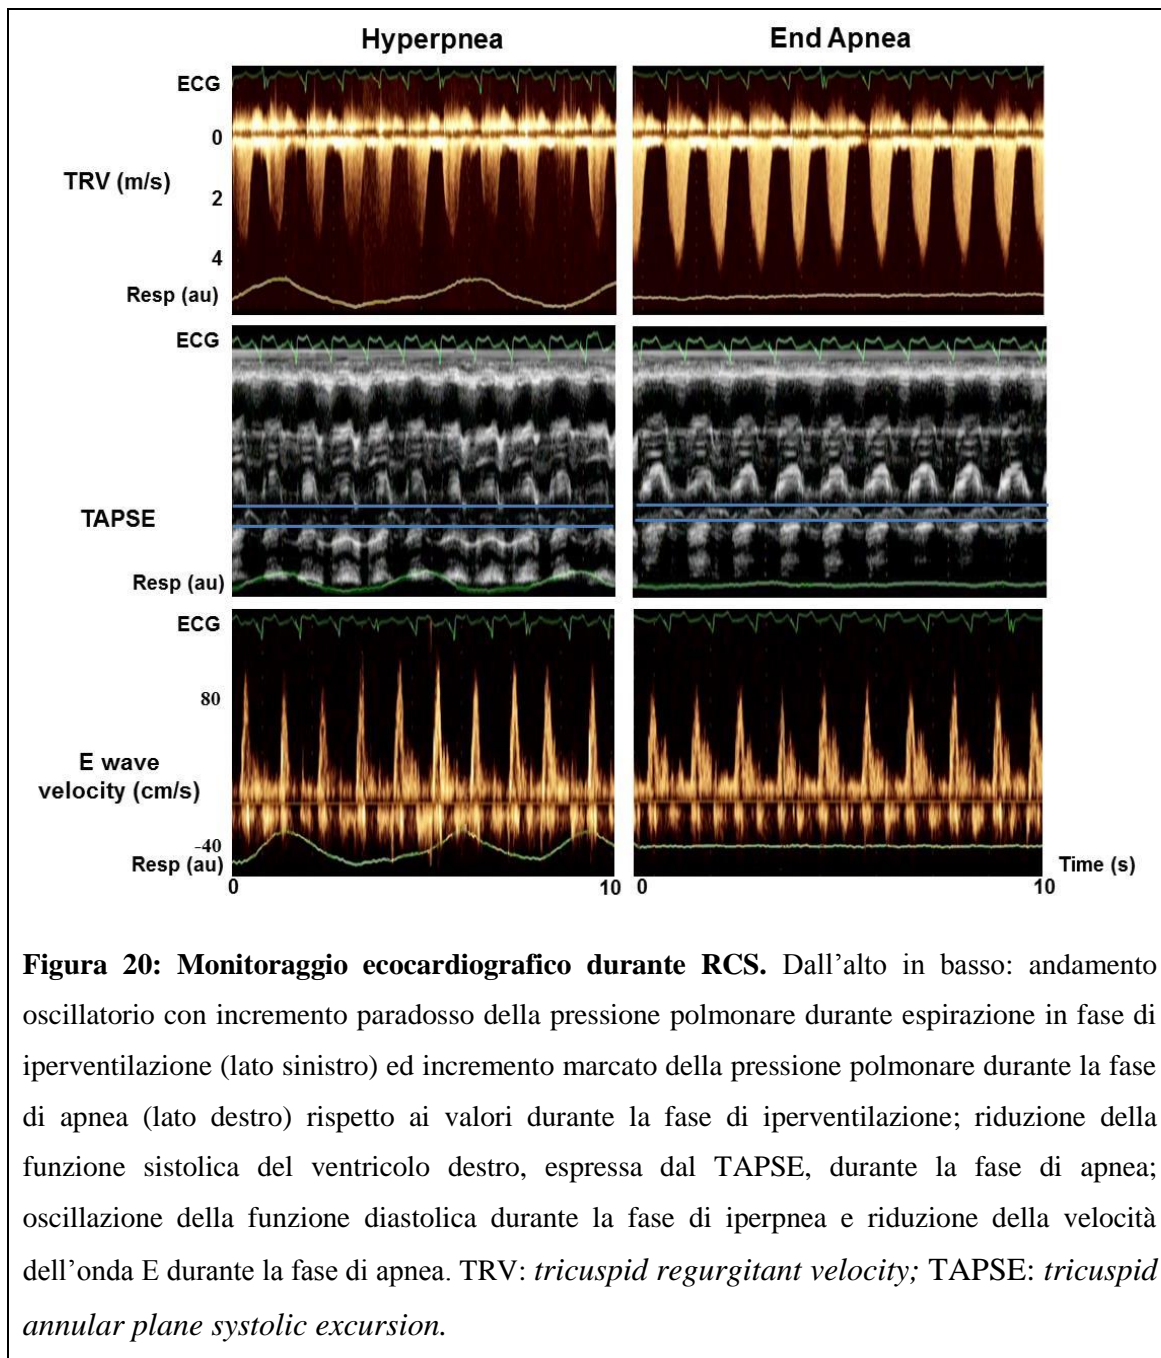 Hyperpnea
End Apnea
ECG
0
TRV (m/s)
2
4
Resp (au)
ECG
TAPSE
Resp (au)
ECG
80
E wave
velocity (cm/s)
-40
Resp (au)
Time (s)
0
10
0
10
Figura 20: Monitoraggio ecocardiografico durante RCS. Dall’alto in basso: andamento
oscillatorio con incremento paradosso della pressione polmonare durante espirazione in fase di
iperventilazione (lato sinistro) ed incremento marcato della pressione polmonare durante la fase
di apnea (lato destro) rispetto ai valori durante la fase di iperventilazione; riduzione della
funzione sistolica del ventricolo destro, espressa dal TAPSE, durante la fase di apnea;
oscillazione della funzione diastolica durante la fase di iperpnea e riduzione della velocità
dell’onda E durante la fase di apnea. TRV: tricuspid regurgitant velocity; TAPSE: tricuspid
annular plane systolic excursion.